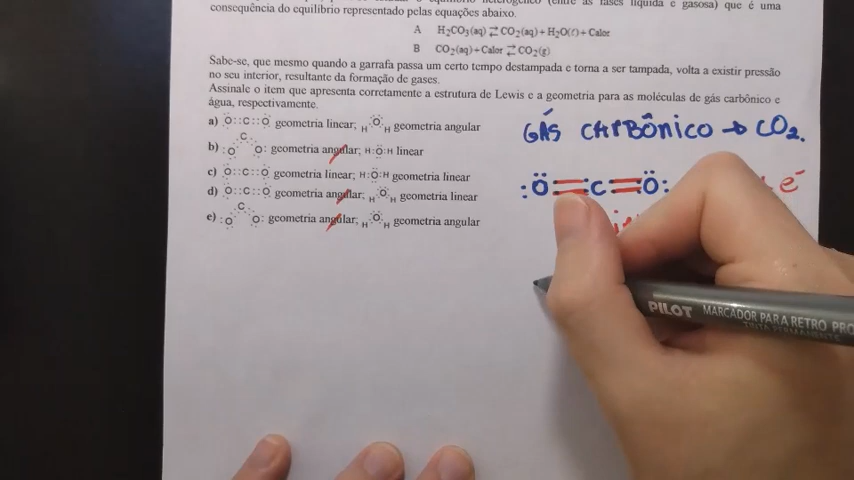 consequência do equilíbrio representado pelas equações abaixo.
A H₂CO₃(aq) ⇄ CO₂(aq) + H₂O(ℓ) + Calor
B CO₂(aq) + Calor ⇄ CO₂(g)
Sabe-se, que mesmo quando a garrafa passa um certo tempo destampada e torna a ser tampada, volta a existir pressão
no seu interior, resultante da formação de gases.
Assinale o item que apresenta corretamente a estrutura de Lewis e a geometria para as moléculas de gás carbônico e
água, respectivamente.
a) O::C::O geometria linear; H O H geometria angular
b) :O C O: geometria angular; H:O:H linear
c) O::C::O geometria linear; H:O:H geometria linear
d) O::C::O geometria angular; H O H geometria linear
e) :O C O: geometria angular; H O H geometria angular
GÁS CARBÔNICO → CO₂.
:Ö=C=Ö: e⁻
PILOT MARCADOR PARA RETRO PRO
TINTA PERMANENTE